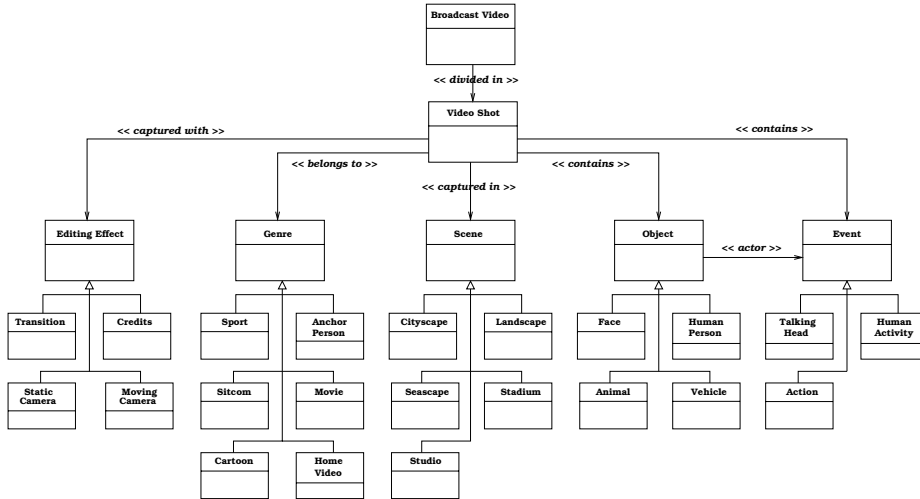 Broadcast Video
<< divided in >>
Video Shot
<< captured with >>
<< contains >>
<< belongs to >>
<< contains >>
<< captured in >>
Editing Effect
Genre
Scene
Object
Event
<< actor >>
Transition
Credits
Sport
Anchor
Person
Cityscape
Landscape
Face
Human
Person
Talking
Head
Human
Activity
Static
Camera
Moving
Camera
Sitcom
Movie
Seascape
Stadium
Animal
Vehicle
Action
Cartoon
Home
Video
Studio